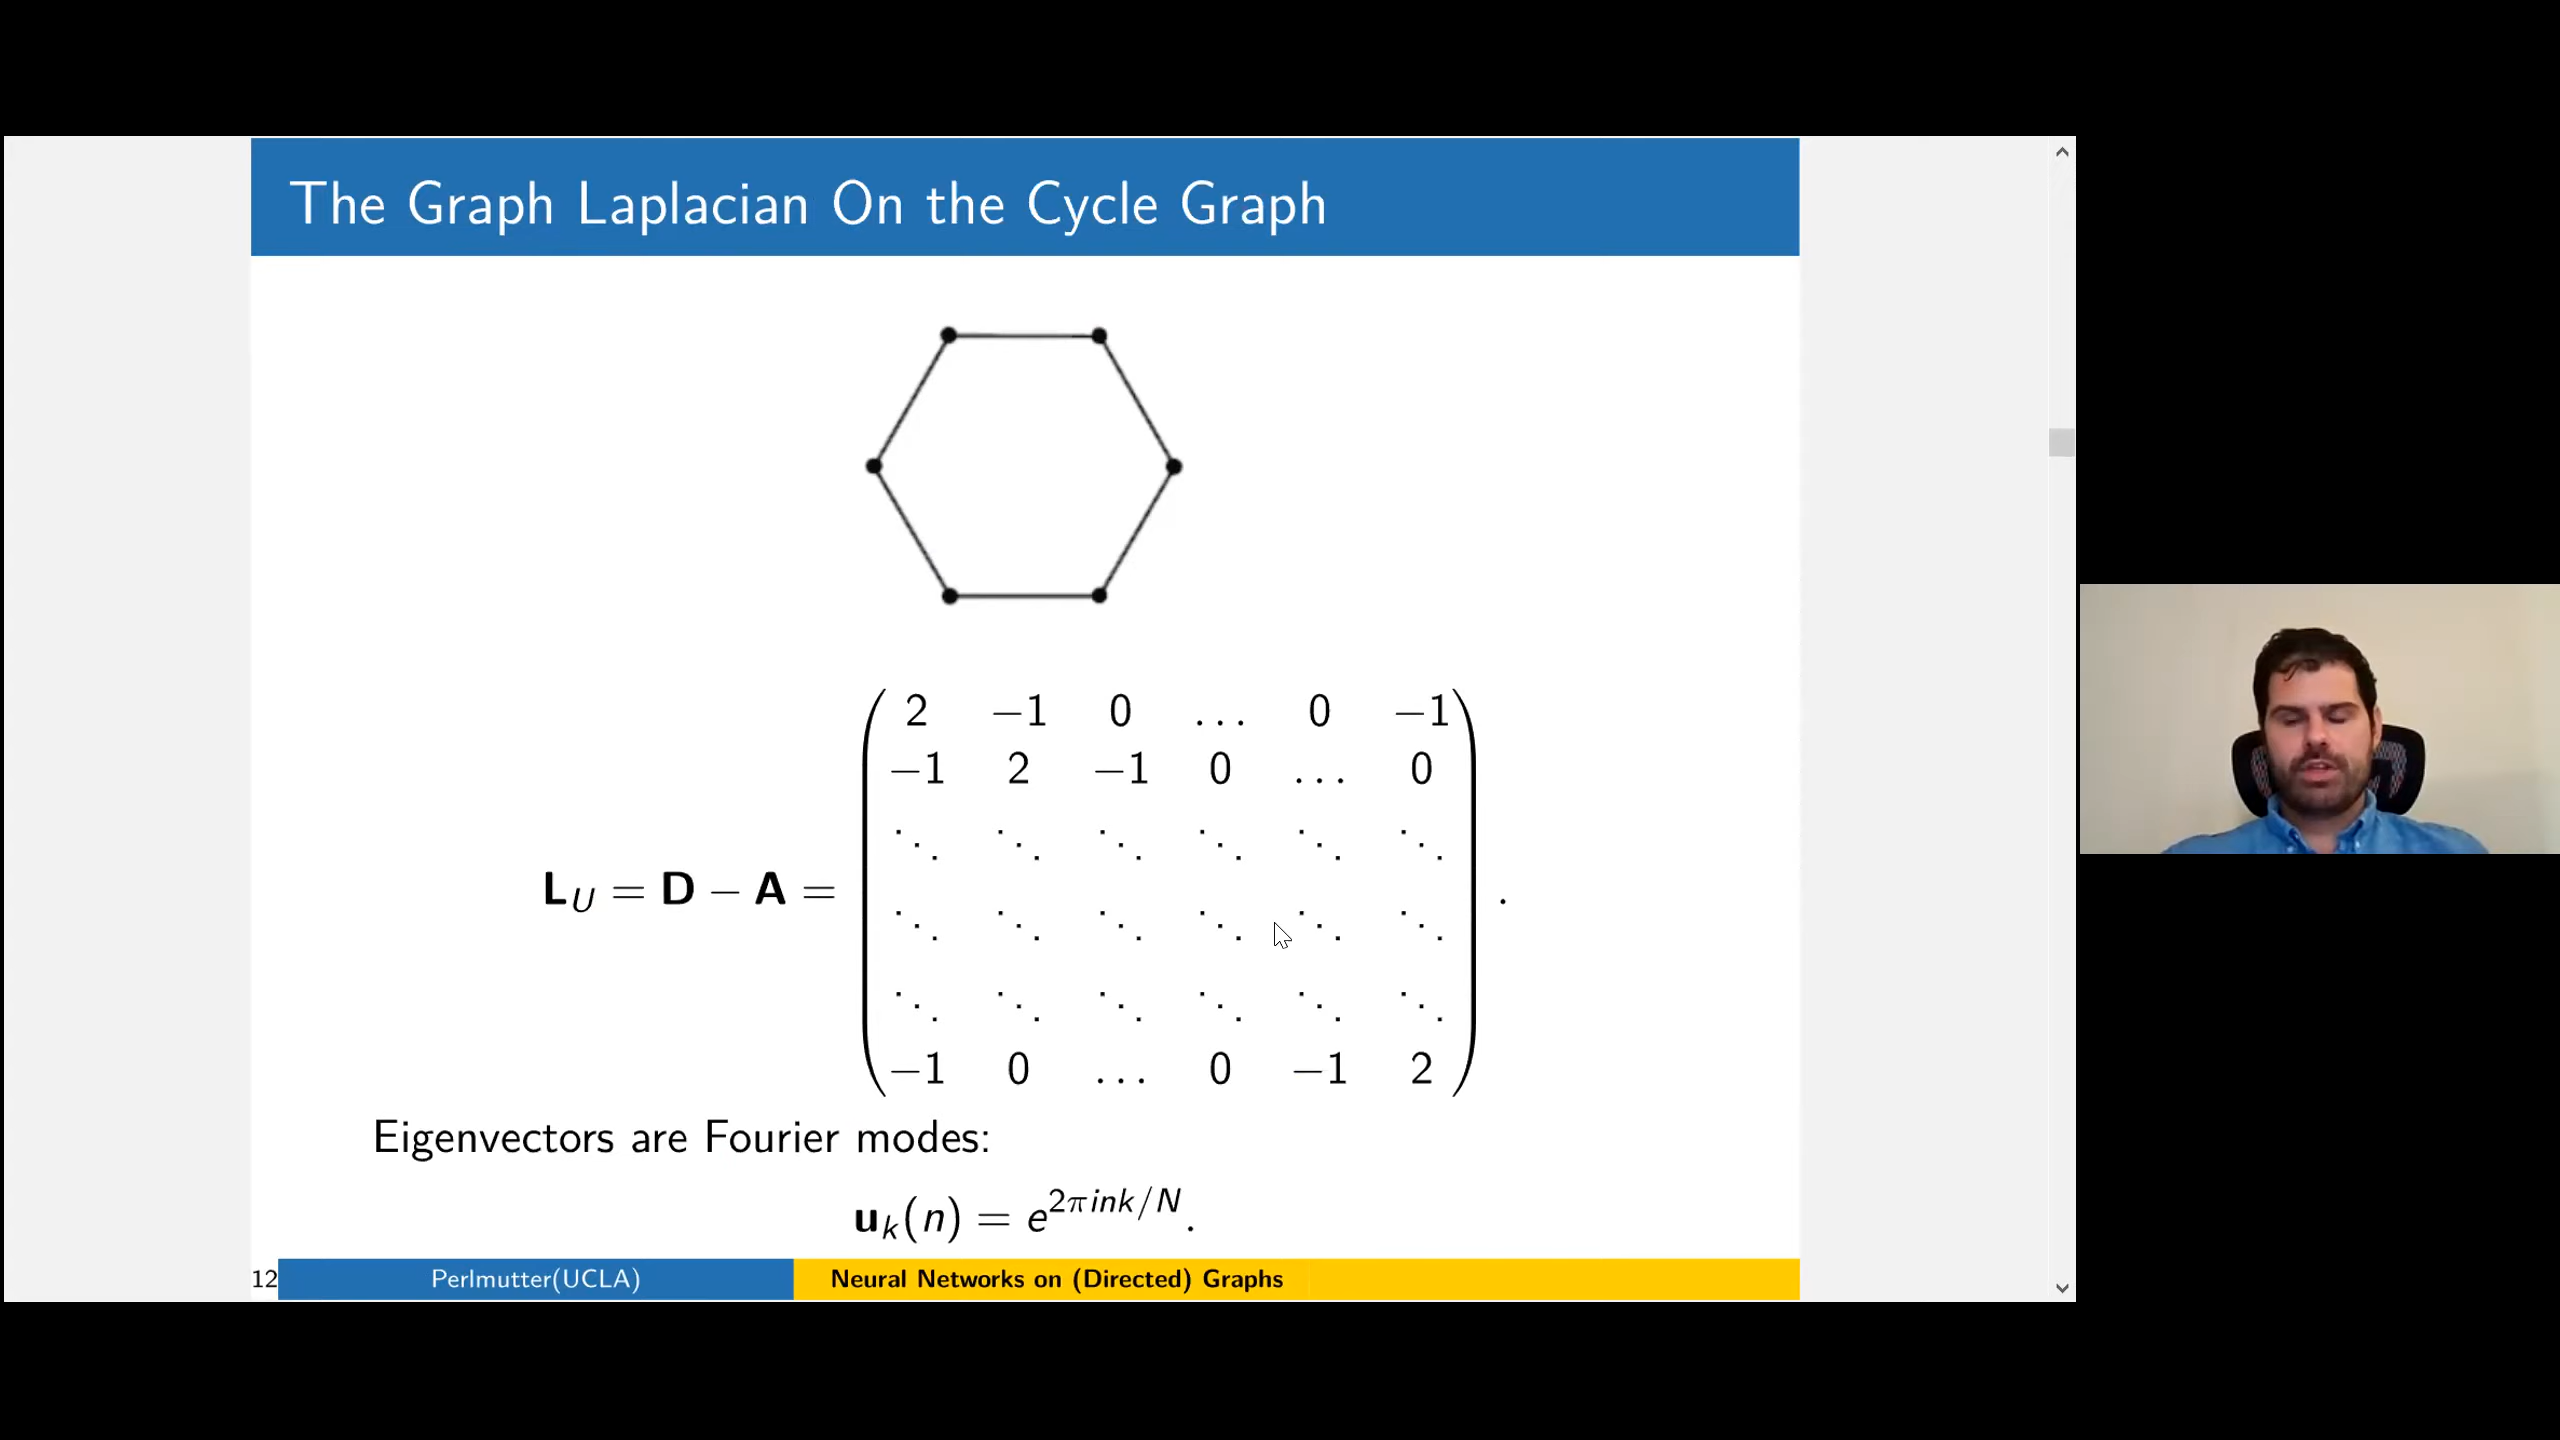 The Graph Laplacian On the Cycle Graph
2 −1 0 … 0 −1
−1 2 −1 0 … 0
⋱ ⋱ ⋱ ⋱ ⋱ ⋱
L_U = D − A = ⋱ ⋱ ⋱ ⋱ ⋱ ⋱ .
⋱ ⋱ ⋱ ⋱ ⋱ ⋱
−1 0 … 0 −1 2
Eigenvectors are Fourier modes:
u_k(n) = e^{2πink/N}.
12 Perlmutter(UCLA) Neural Networks on (Directed) Graphs